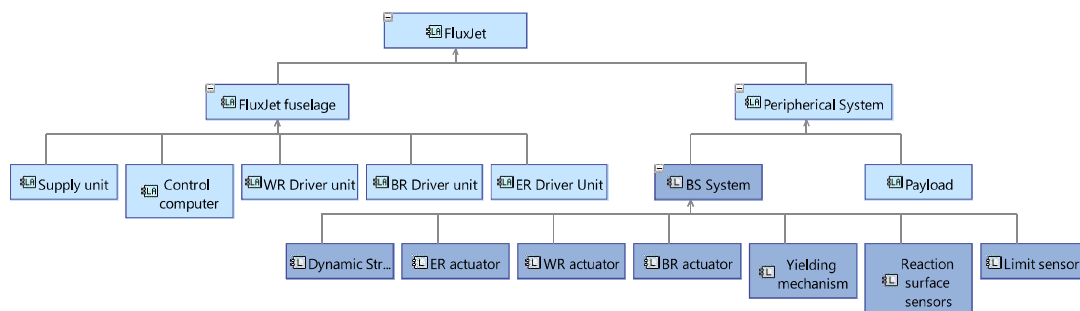 FluxJet
FluxJet fuselage
Peripherical System
Supply unit
Control
computer
WR Driver unit
BR Driver unit
ER Driver Unit
BS System
Payload
Dynamic Str...
ER actuator
WR actuator
BR actuator
Yielding
mechanism
Reaction
surface
sensors
Limit sensor